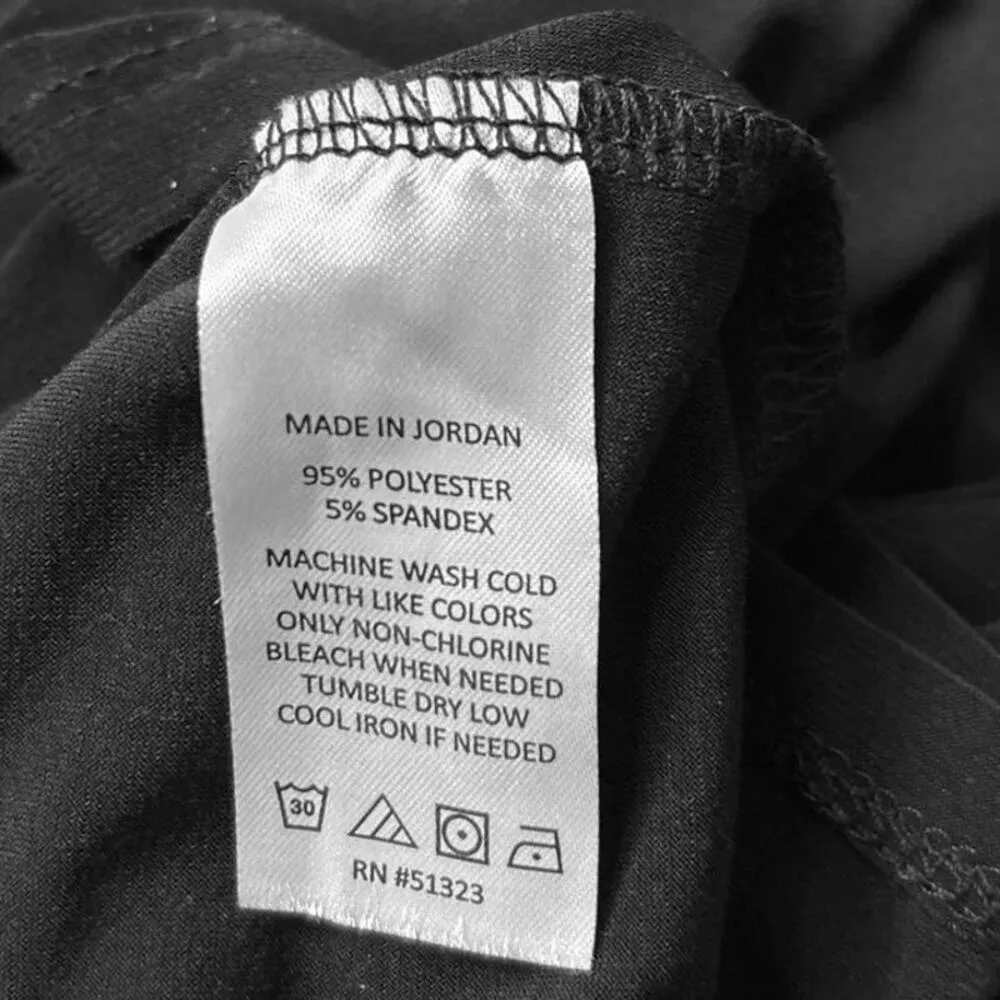 MADE IN JORDAN
95% POLYESTER
5% SPANDEX
MACHINE WASH COLD
WITH LIKE COLORS
ONLY NON-CHLORINE
BLEACH WHEN NEEDED
TUMBLE DRY LOW
COOL IRON IF NEEDED
30
RN #51323